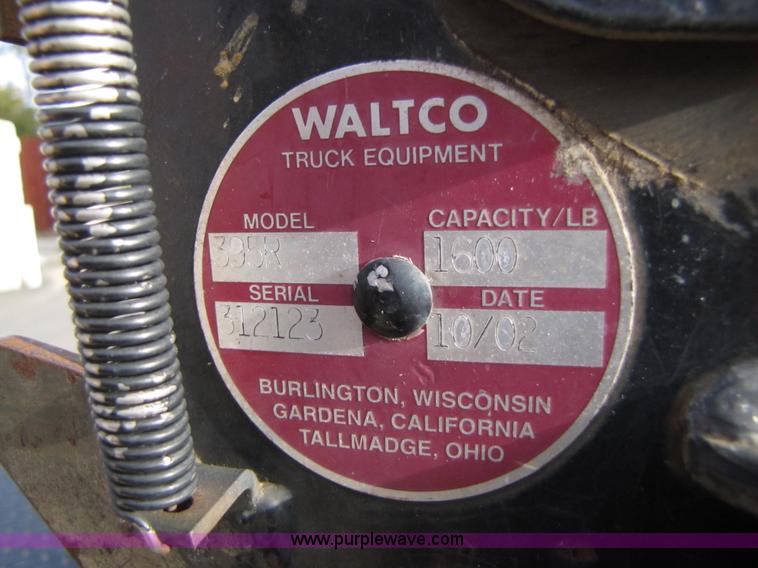 WALTCO
TRUCK EQUIPMENT
MODEL
395R
CAPACITY/LB
1600
SERIAL
312123
DATE
10/02
BURLINGTON, WISCONSIN
GARDENA, CALIFORNIA
TALLMADGE, OHIO
www.purplewave.com